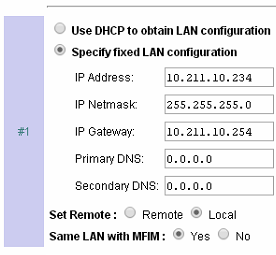 Use DHCP to obtain LAN configuration
Specify fixed LAN configuration
IP Address: 10.211.10.234
IP Netmask: 255.255.255.0
#1 IP Gateway: 10.211.10.254
Primary DNS: 0.0.0.0
Secondary DNS: 0.0.0.0
Set Remote : Remote Local
Same LAN with MFIM : Yes No